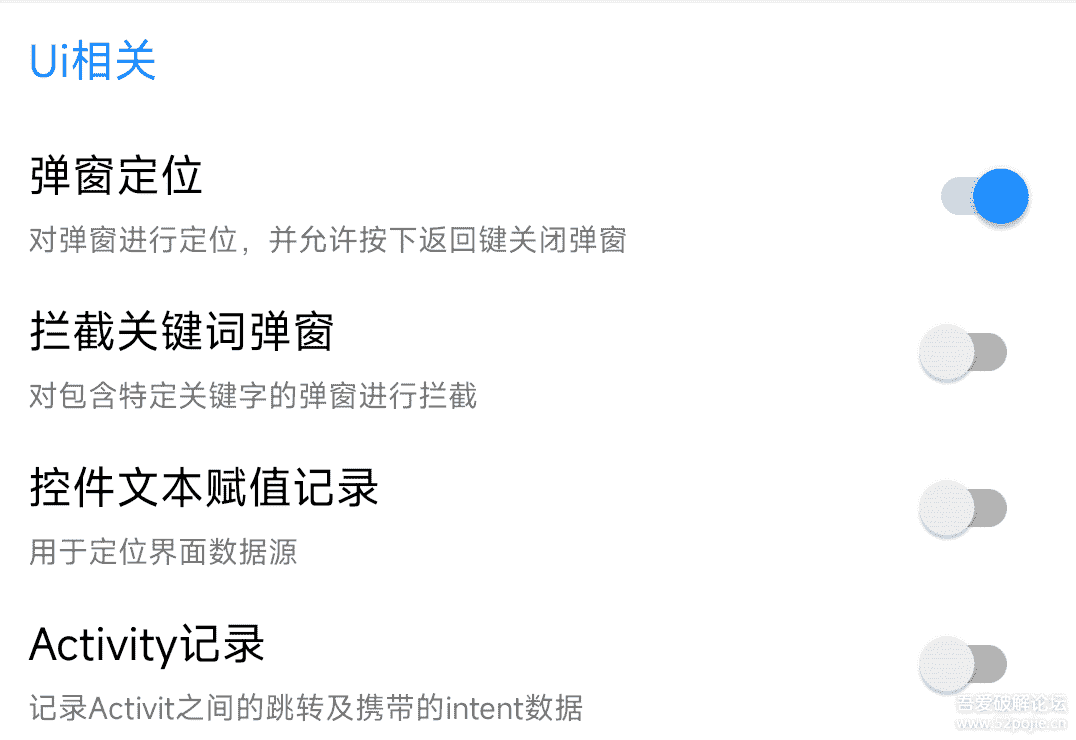 Ui相关
弹窗定位
对弹窗进行定位，并允许按下返回键关闭弹窗
拦截关键词弹窗
对包含特定关键字的弹窗进行拦截
控件文本赋值记录
用于定位界面数据源
Activity记录
记录Activit之间的跳转及携带的intent数据
吾爱破解论坛
www.52pojie.cn